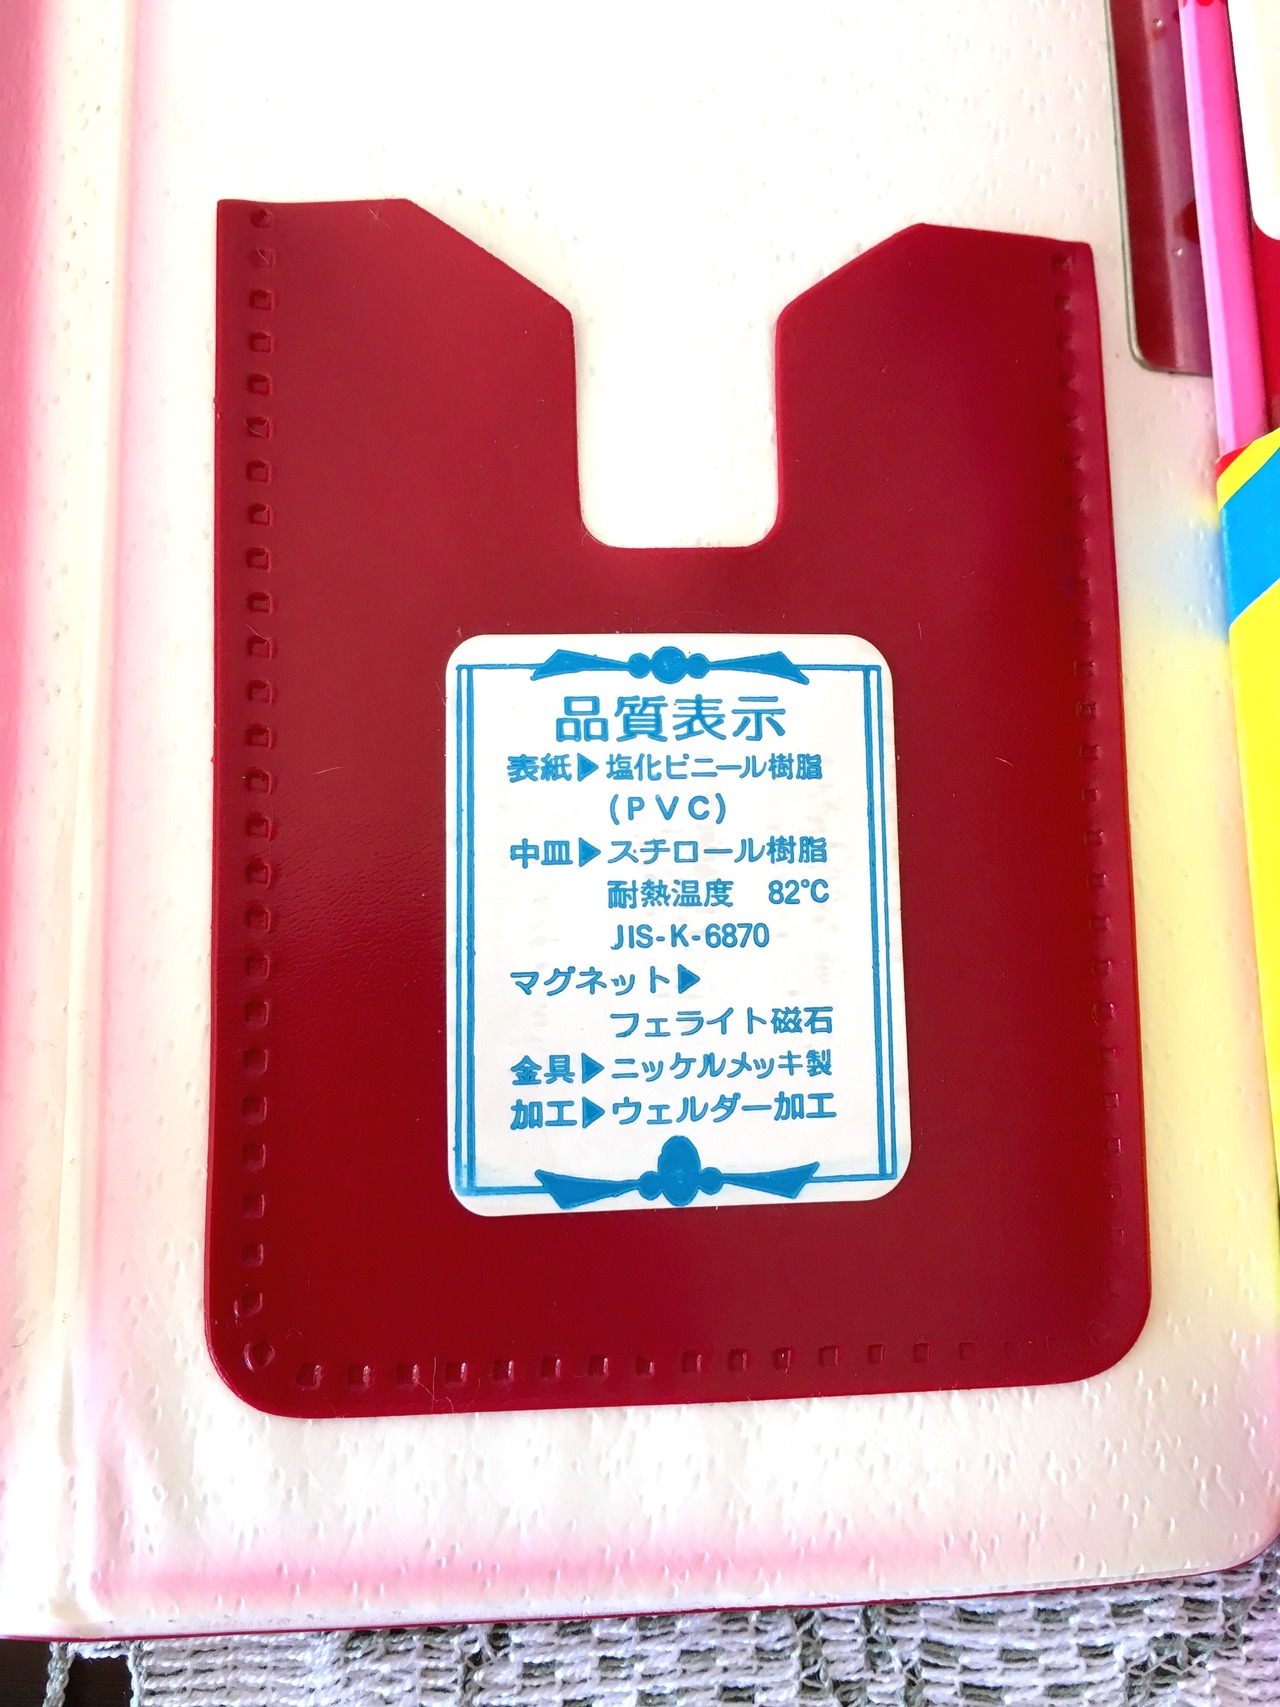 品質表示
表紙▶塩化ビニール樹脂
(PVC)
中皿▶スチロール樹脂
耐熱温度 82℃
JIS-K-6870
マグネット▶
フェライト磁石
金具▶ニッケルメッキ製
加工▶ウェルダー加工